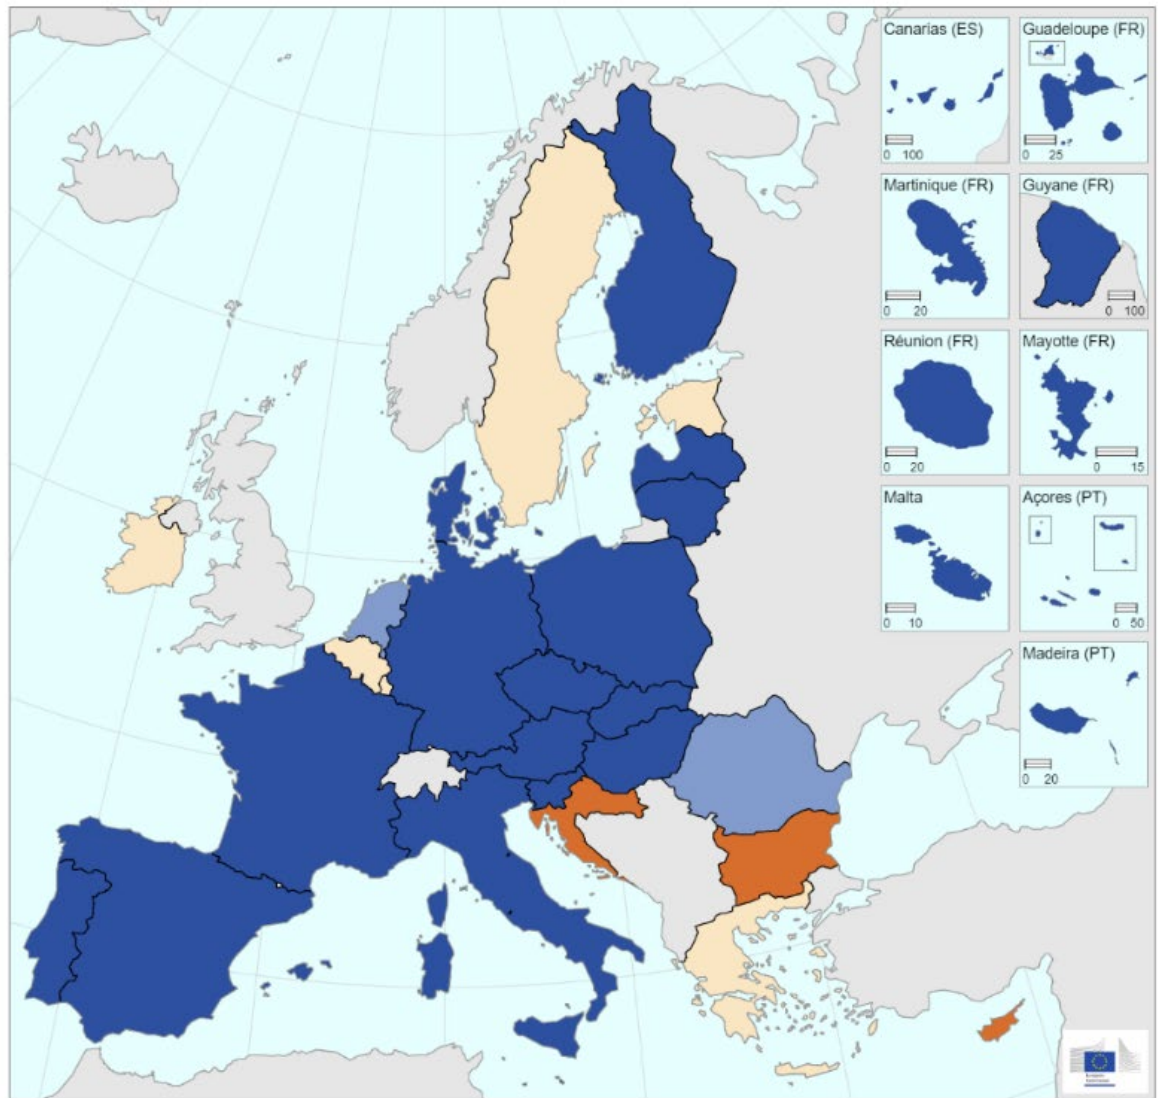 Canarias (ES)
0 100
Guadeloupe (FR)
0 25
Martinique (FR)
0 20
Guyane (FR)
0 100
Réunion (FR)
0 20
Mayotte (FR)
0 15
Malta
0 10
Açores (PT)
0 50
Madeira (PT)
0 20